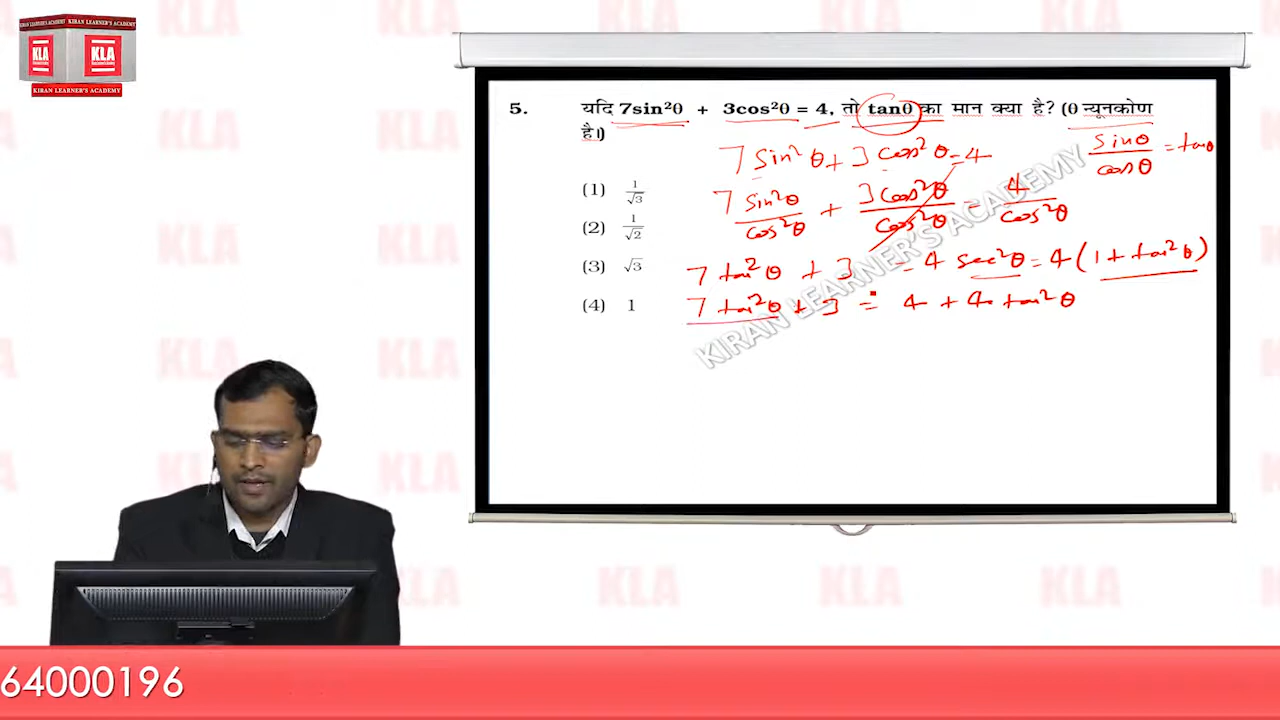 KIRAN LEARNER'S ACADEMY KIRAN LEARNER'S ACADEMY
KLA KLA
KIRAN LEARNER'S ACADEMY
5. यदि 7sin²θ + 3cos²θ = 4, तो tanθ का मान क्या है? (θ न्यूनकोण
है।)
7 sin²θ + 3 cos²θ = 4
sinθ/cosθ = tanθ
(1) 1/√3
7 sin²θ/cos²θ + 3 cos²θ/cos²θ = 4/cos²θ
(2) 1/√2
(3) √3
7 tan²θ + 3 = 4 sec²θ = 4 (1 + tan²θ)
(4) 1
7 tan²θ + 3 = 4 + 4 tan²θ
KIRAN LEARNER'S ACADEMY
64000196